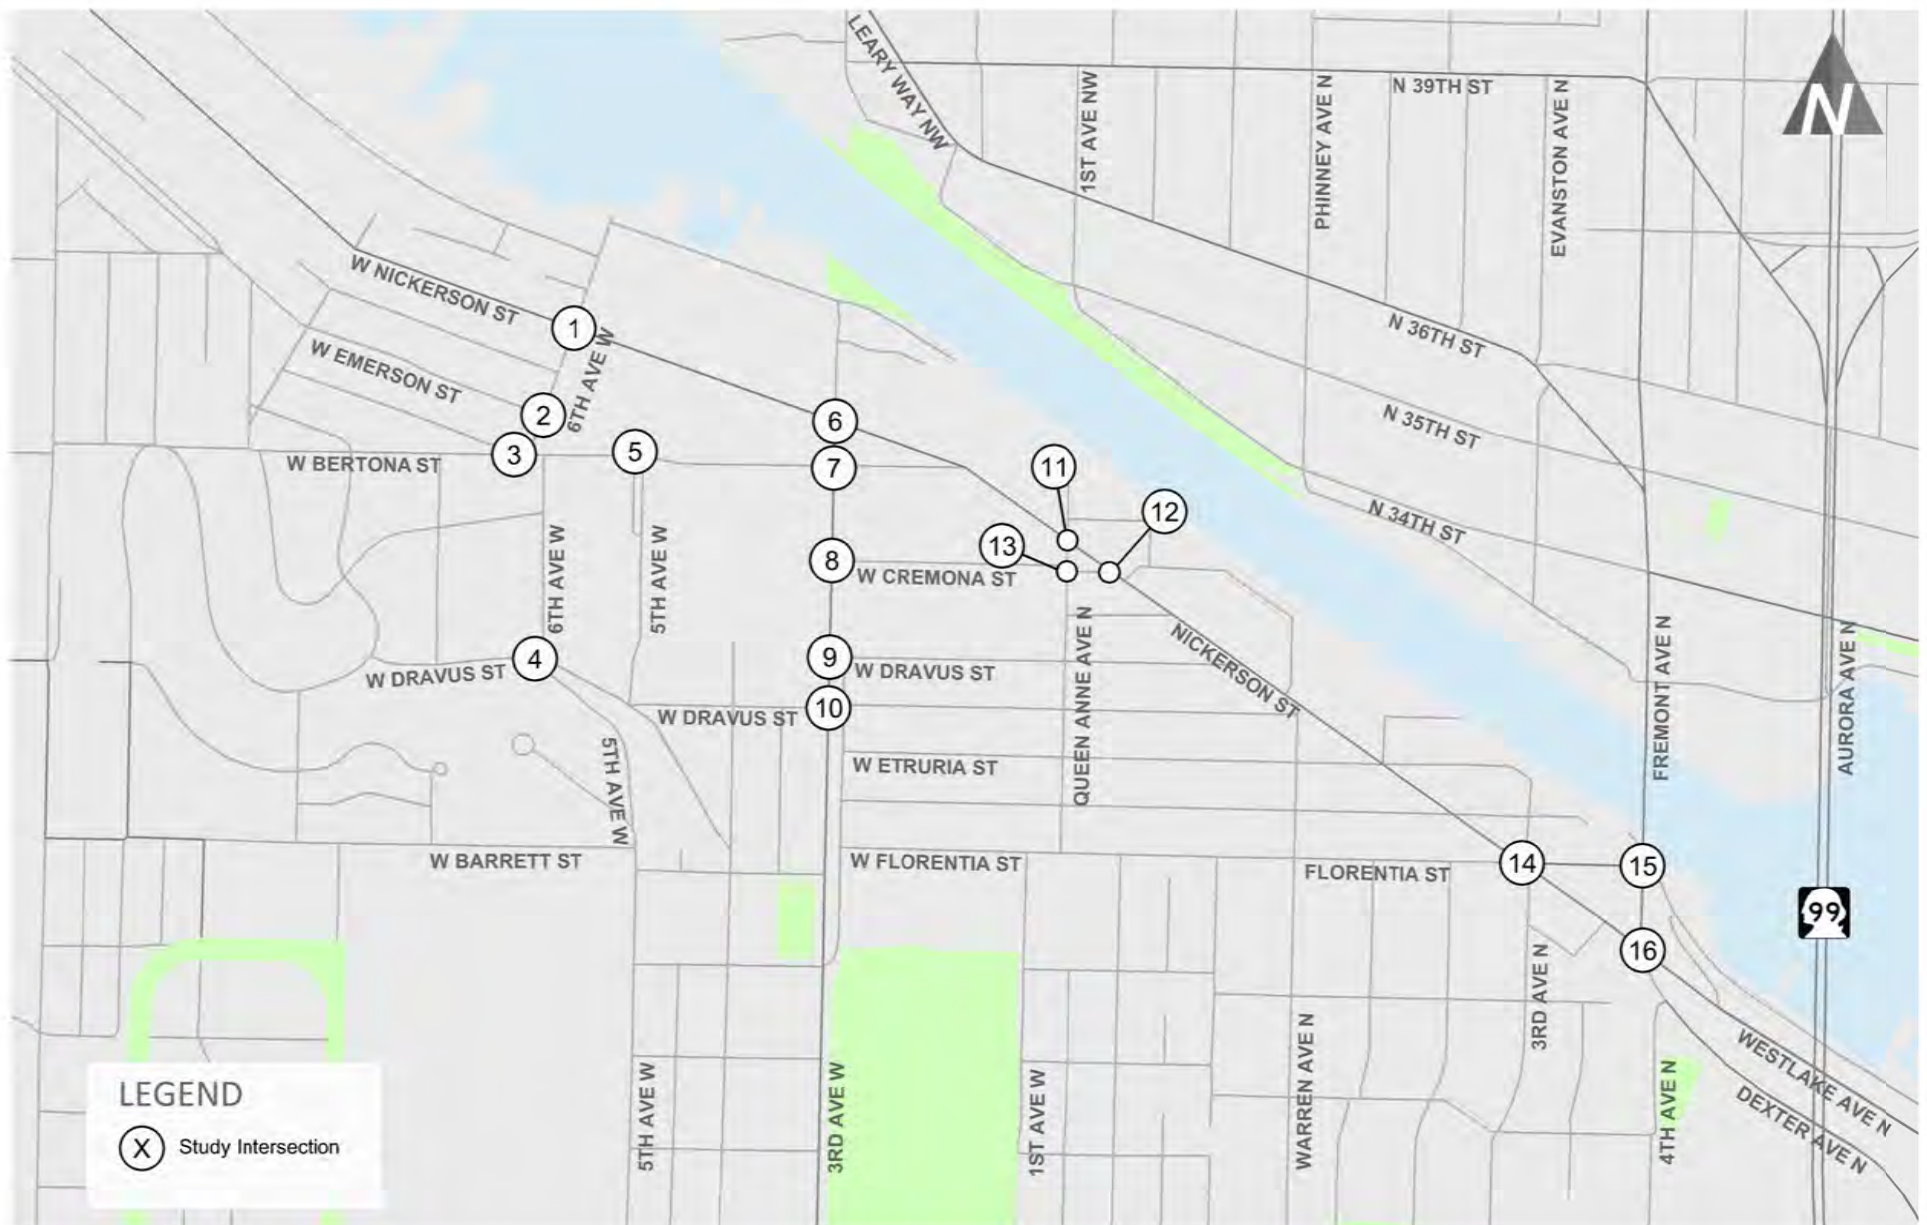 LEARY WAY NW
N 39TH ST
1ST AVE NW
PHINNEY AVE N
EVANSTON AVE N
N
W NICKERSON ST
1
6TH AVE W
W EMERSON ST
2
3
W BERTONA ST
5
6
7
N 36TH ST
N 35TH ST
N 34TH ST
11
12
13
8
W CREMONA ST
6TH AVE W
5TH AVE W
4
W DRAVUS ST
9
W DRAVUS ST
10
W DRAVUS ST
QUEEN ANNE AVE N
NICKERSON ST
FREMONT AVE N
AURORA AVE N
5TH AVE W
W ETRURIA ST
W BARRETT ST
W FLORENTIA ST
FLORENTIA ST
14
15
99
16
3RD AVE N
WARREN AVE N
5TH AVE W
3RD AVE W
1ST AVE W
4TH AVE N
WESTLAKE AVE N
DEXTER AVE N
LEGEND
X Study Intersection